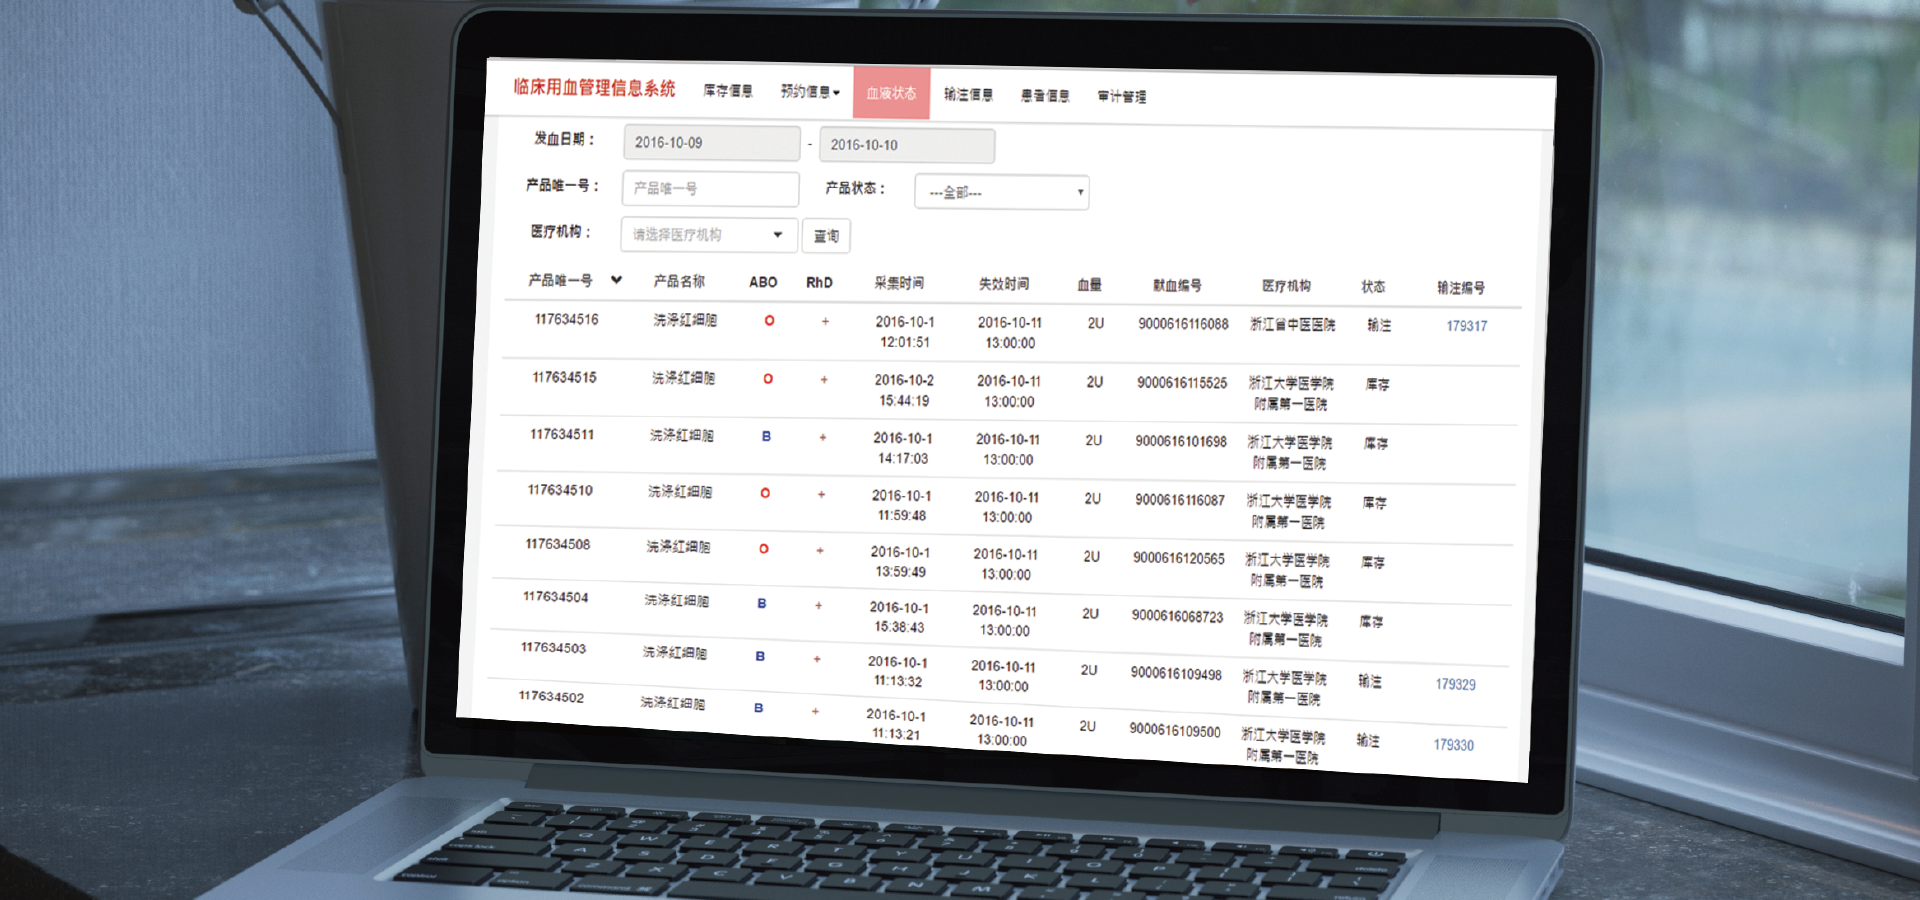 临床用血管理信息系统 库存信息 预约信息 血液状态 输注信息 患者信息 审计管理
发血日期： 2016-10-09 - 2016-10-10
产品唯一号： 产品唯一号 产品状态： ---全部---
医疗机构： 请选择医疗机构 查询
产品唯一号 产品名称 ABO RhD 采集时间 失效时间 血量 献血编号 医疗机构 状态 输注编号
117634516 洗涤红细胞 O + 2016-10-1 2016-10-11 2U 9000616116088 浙江省中医医院 输注 179317
12:01:51 13:00:00
117634515 洗涤红细胞 O + 2016-10-2 2016-10-11 2U 9000616115525 浙江大学医学院 库存
15:44:19 13:00:00 附属第一医院
117634511 洗涤红细胞 B + 2016-10-1 2016-10-11 2U 9000616101698 浙江大学医学院 库存
14:17:03 13:00:00 附属第一医院
117634510 洗涤红细胞 O + 2016-10-1 2016-10-11 2U 9000616116087 浙江大学医学院 库存
11:59:48 13:00:00 附属第一医院
117634508 洗涤红细胞 O + 2016-10-1 2016-10-11 2U 9000616120565 浙江大学医学院 库存
13:59:49 13:00:00 附属第一医院
117634504 洗涤红细胞 B + 2016-10-1 2016-10-11 2U 9000616068723 浙江大学医学院 库存
15:38:43 13:00:00 附属第一医院
117634503 洗涤红细胞 B + 2016-10-1 2016-10-11 2U 9000616109498 浙江大学医学院 输注 179329
11:13:32 13:00:00 附属第一医院
117634502 洗涤红细胞 B + 2016-10-1 2016-10-11 2U 9000616109500 浙江大学医学院 输注 179330
11:13:21 13:00:00 附属第一医院